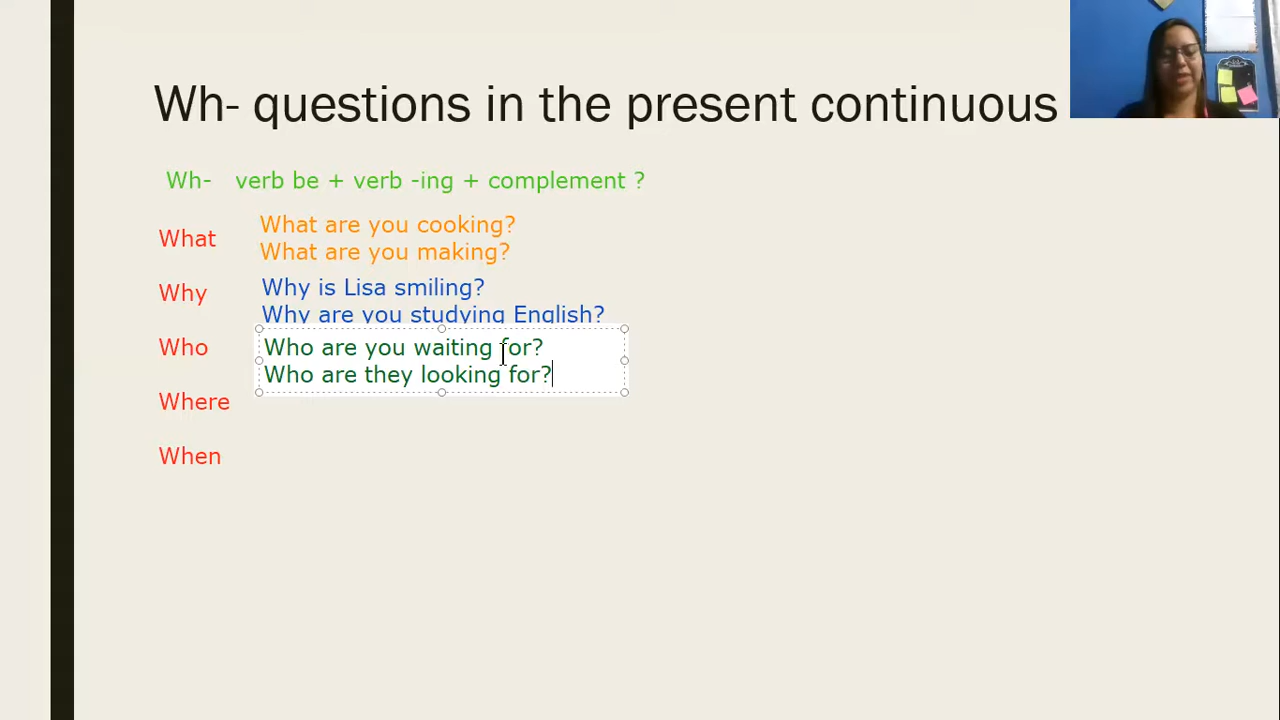 Wh- questions in the present continuous
Wh- verb be + verb -ing + complement ?
What
What are you cooking?
What are you making?
Why
Why is Lisa smiling?
Why are you studying English?
Who
Who are you waiting for?
Who are they looking for?
Where
When